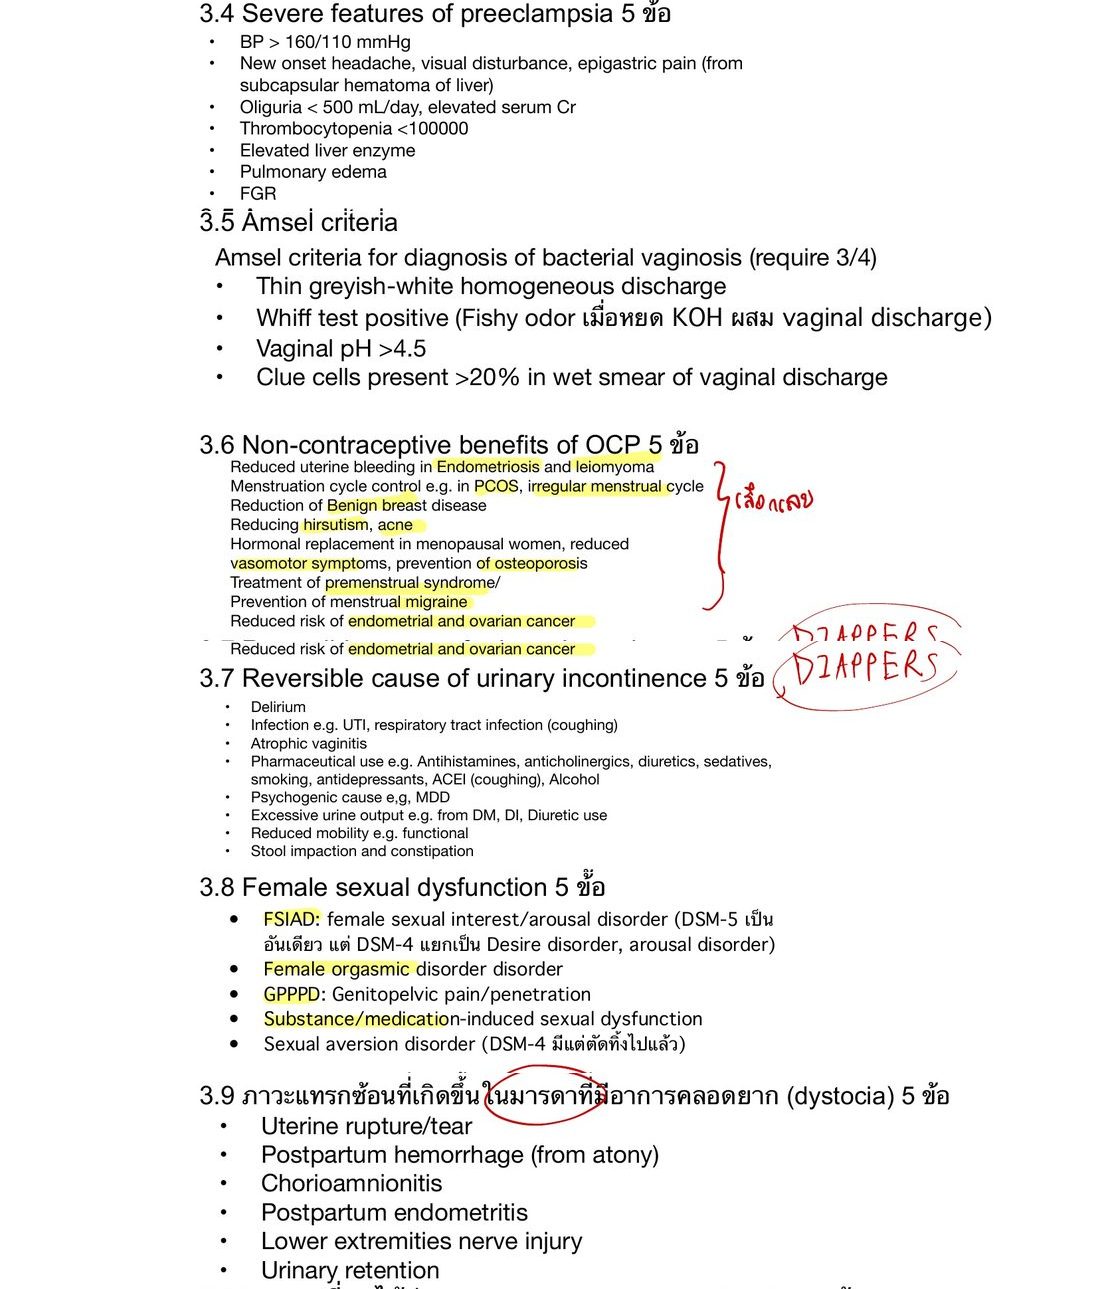 3.4 Severe features of preeclampsia 5 ข้อ
• BP > 160/110 mmHg
• New onset headache, visual disturbance, epigastric pain (from
subcapsular hematoma of liver)
• Oliguria < 500 mL/day, elevated serum Cr
• Thrombocytopenia <100000
• Elevated liver enzyme
• Pulmonary edema
• FGR
3.5 Amsel criteria
Amsel criteria for diagnosis of bacterial vaginosis (require 3/4)
• Thin greyish-white homogeneous discharge
• Whiff test positive (Fishy odor เมื่อหยด KOH ผสม vaginal discharge)
• Vaginal pH >4.5
• Clue cells present >20% in wet smear of vaginal discharge
3.6 Non-contraceptive benefits of OCP 5 ข้อ
Reduced uterine bleeding in Endometriosis and leiomyoma
Menstruation cycle control e.g. in PCOS, irregular menstrual cycle
Reduction of Benign breast disease
เลือกเลย
Reducing hirsutism, acne
Hormonal replacement in menopausal women, reduced
vasomotor symptoms, prevention of osteoporosis
Treatment of premenstrual syndrome/
Prevention of menstrual migraine
Reduced risk of endometrial and ovarian cancer
DIAPPERS
Reduced risk of endometrial and ovarian cancer
3.7 Reversible cause of urinary incontinence 5 ข้อ DIAPPERS
• Delirium
• Infection e.g. UTI, respiratory tract infection (coughing)
• Atrophic vaginitis
• Pharmaceutical use e.g. Antihistamines, anticholinergics, diuretics, sedatives,
smoking, antidepressants, ACEI (coughing), Alcohol
• Psychogenic cause e,g, MDD
• Excessive urine output e.g. from DM, DI, Diuretic use
• Reduced mobility e.g. functional
• Stool impaction and constipation
3.8 Female sexual dysfunction 5 ข้อ
• FSIAD: female sexual interest/arousal disorder (DSM-5 เป็น
อันเดียว แต่ DSM-4 แยกเป็น Desire disorder, arousal disorder)
• Female orgasmic disorder disorder
• GPPPD: Genitopelvic pain/penetration
• Substance/medication-induced sexual dysfunction
• Sexual aversion disorder (DSM-4 มีแต่ตัดทิ้งไปแล้ว)
3.9 ภาวะแทรกซ้อนที่เกิดขึ้นในมารดาที่มีอาการคลอดยาก (dystocia) 5 ข้อ
• Uterine rupture/tear
• Postpartum hemorrhage (from atony)
• Chorioamnionitis
• Postpartum endometritis
• Lower extremities nerve injury
• Urinary retention